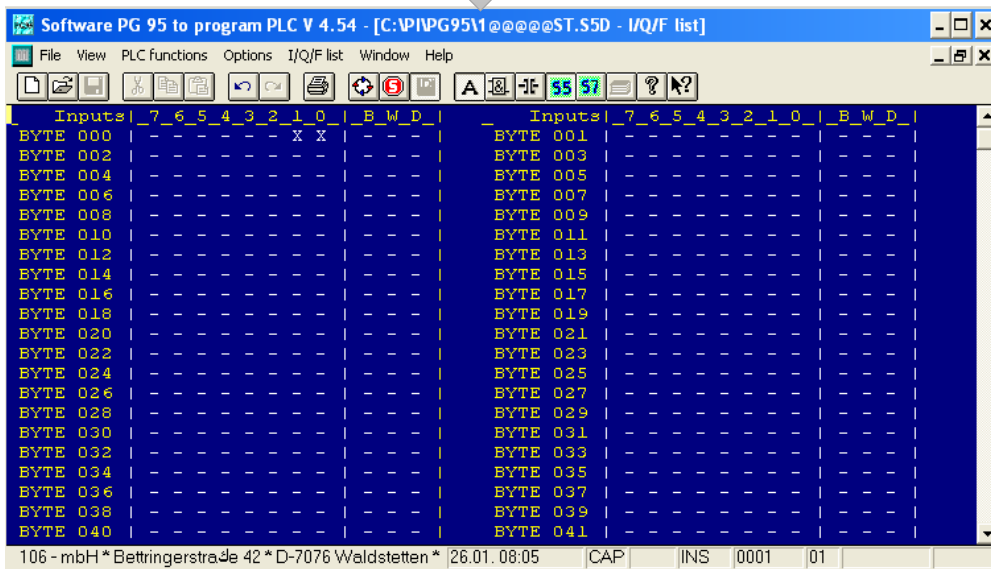 Software PG 95 to program PLC V 4.54 - [C:\PI\PG95\1@@@@@ST.S5D - I/Q/F list]
File View PLC functions Options I/Q/F list Window Help
A S5 S7
_ Inputs|_7_6_5_4_3_2_1_0_|_B_W_D_| _ Inputs|_7_6_5_4_3_2_1_0_|_B_W_D_|
BYTE 000 | - - - - - - X X | - - - | BYTE 001 | - - - - - - - - | - - - |
BYTE 002 | - - - - - - - - | - - - | BYTE 003 | - - - - - - - - | - - - |
BYTE 004 | - - - - - - - - | - - - | BYTE 005 | - - - - - - - - | - - - |
BYTE 006 | - - - - - - - - | - - - | BYTE 007 | - - - - - - - - | - - - |
BYTE 008 | - - - - - - - - | - - - | BYTE 009 | - - - - - - - - | - - - |
BYTE 010 | - - - - - - - - | - - - | BYTE 011 | - - - - - - - - | - - - |
BYTE 012 | - - - - - - - - | - - - | BYTE 013 | - - - - - - - - | - - - |
BYTE 014 | - - - - - - - - | - - - | BYTE 015 | - - - - - - - - | - - - |
BYTE 016 | - - - - - - - - | - - - | BYTE 017 | - - - - - - - - | - - - |
BYTE 018 | - - - - - - - - | - - - | BYTE 019 | - - - - - - - - | - - - |
BYTE 020 | - - - - - - - - | - - - | BYTE 021 | - - - - - - - - | - - - |
BYTE 022 | - - - - - - - - | - - - | BYTE 023 | - - - - - - - - | - - - |
BYTE 024 | - - - - - - - - | - - - | BYTE 025 | - - - - - - - - | - - - |
BYTE 026 | - - - - - - - - | - - - | BYTE 027 | - - - - - - - - | - - - |
BYTE 028 | - - - - - - - - | - - - | BYTE 029 | - - - - - - - - | - - - |
BYTE 030 | - - - - - - - - | - - - | BYTE 031 | - - - - - - - - | - - - |
BYTE 032 | - - - - - - - - | - - - | BYTE 033 | - - - - - - - - | - - - |
BYTE 034 | - - - - - - - - | - - - | BYTE 035 | - - - - - - - - | - - - |
BYTE 036 | - - - - - - - - | - - - | BYTE 037 | - - - - - - - - | - - - |
BYTE 038 | - - - - - - - - | - - - | BYTE 039 | - - - - - - - - | - - - |
BYTE 040 | - - - - - - - - | - - - | BYTE 041 | - - - - - - - - | - - - |
106 - mbH * Bettringerstraﻙe 42 * D-7076 Waldstetten * 26.01. 08:05 CAP INS 0001 01